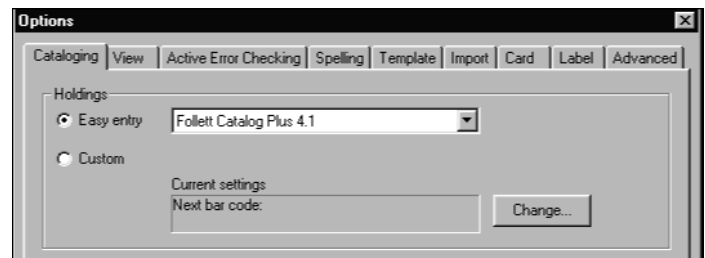 Options
Cataloging View Active Error Checking Spelling Template Import Card Label Advanced
Holdings
Easy entry Follett Catalog Plus 4.1
Custom
Current settings
Next bar code:
Change...